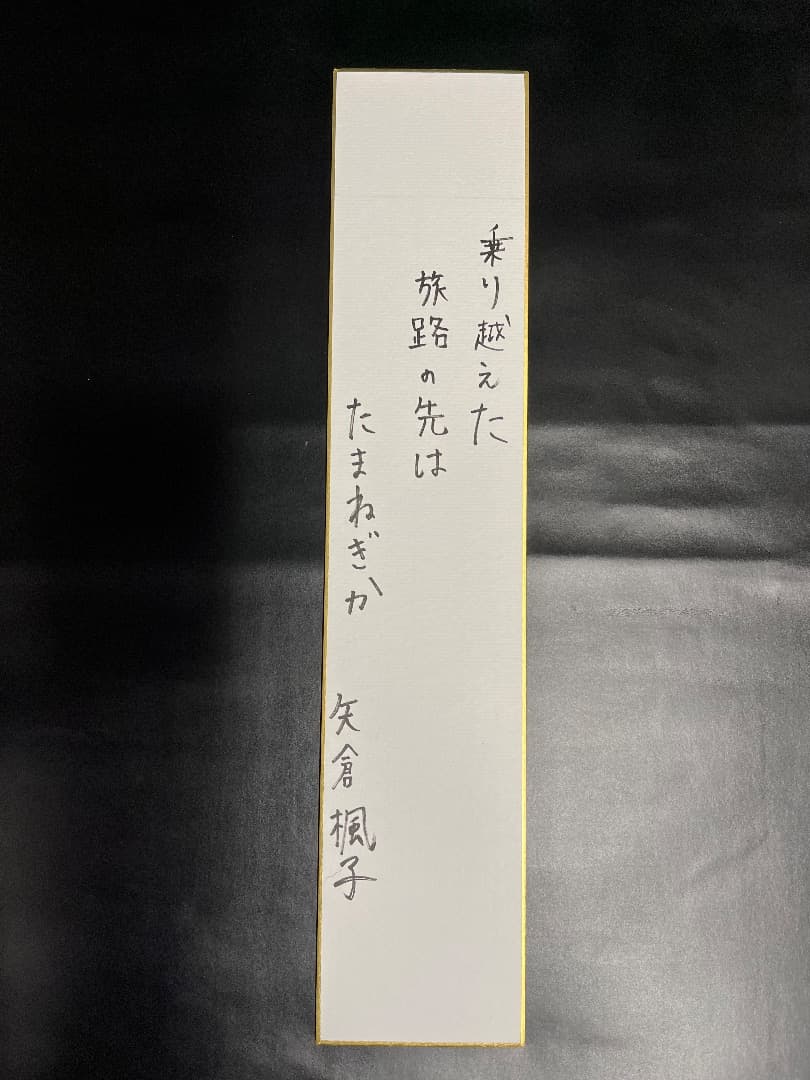 乗り越えた
旅路の先は
たまねぎか
矢倉楓子